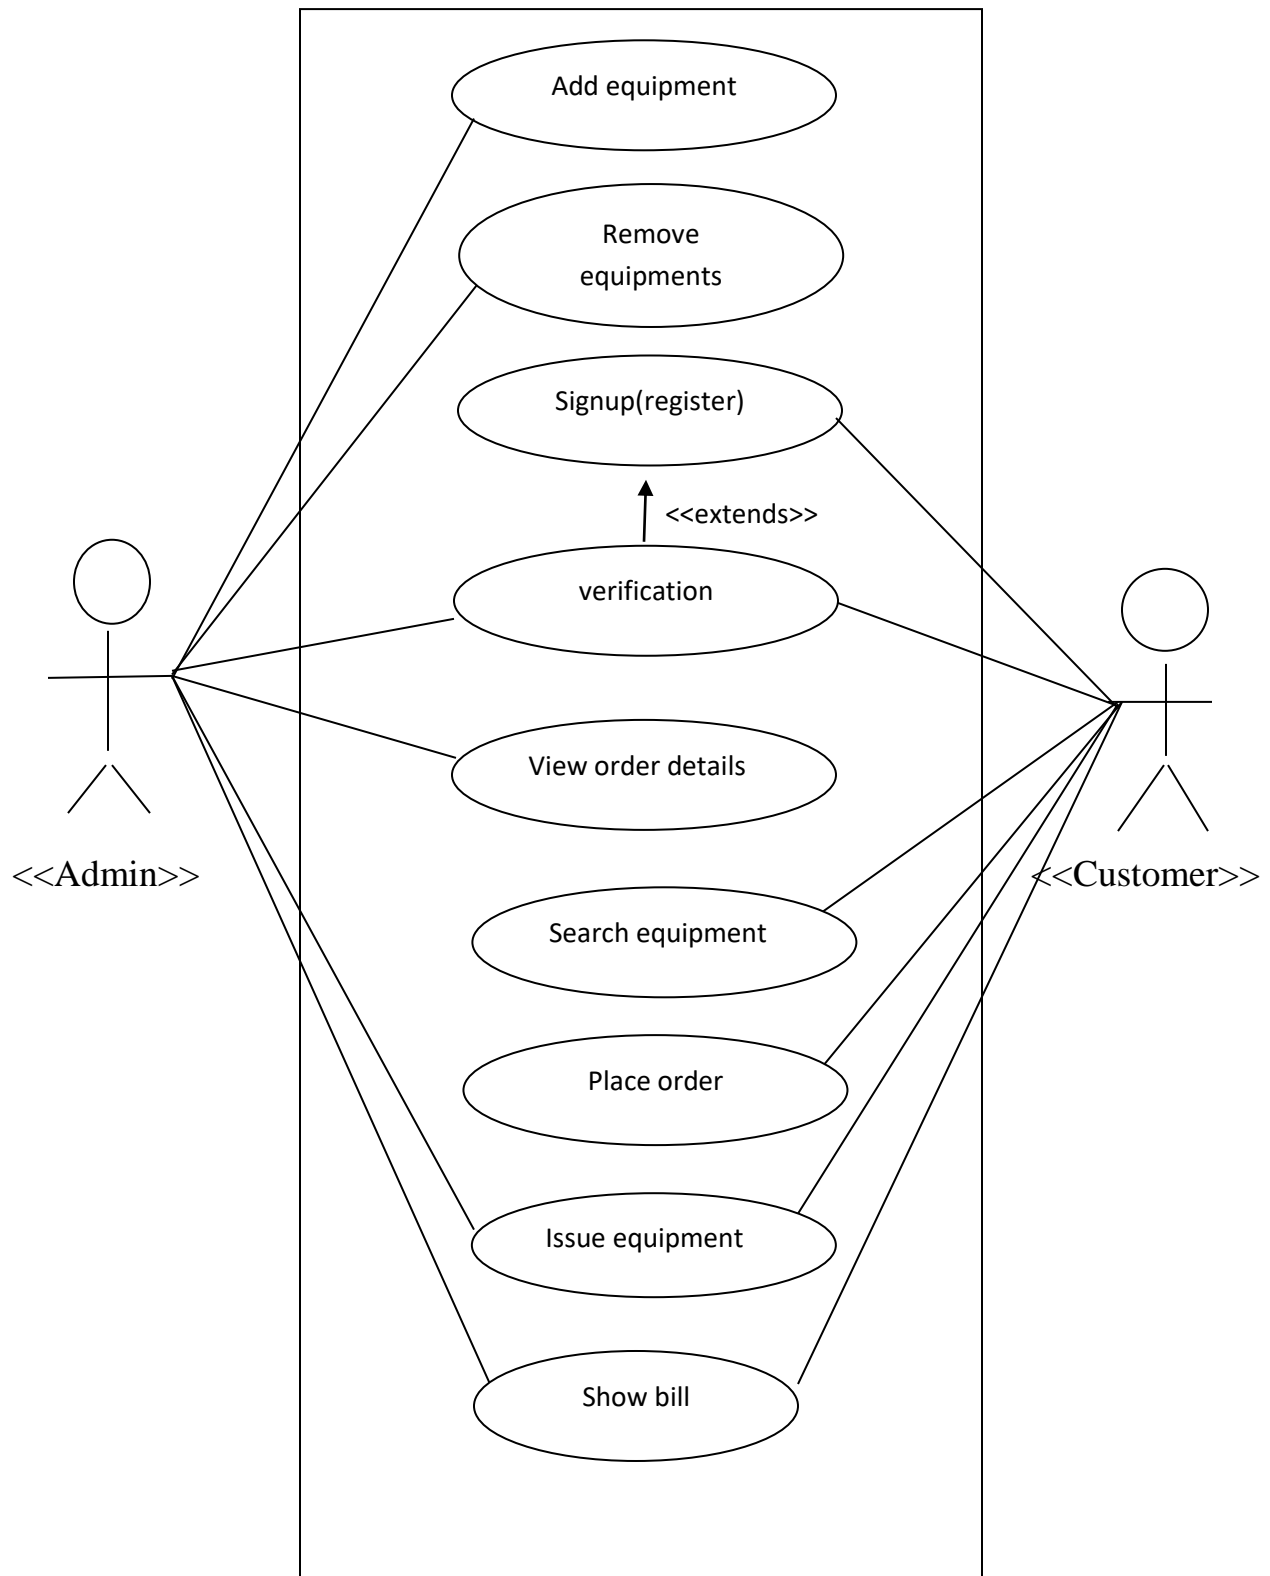 Add equipment
Remove
equipments
Signup(register)
<<extends>>
verification
View order details
<<Admin>>
<<Customer>>
Search equipment
Place order
Issue equipment
Show bill